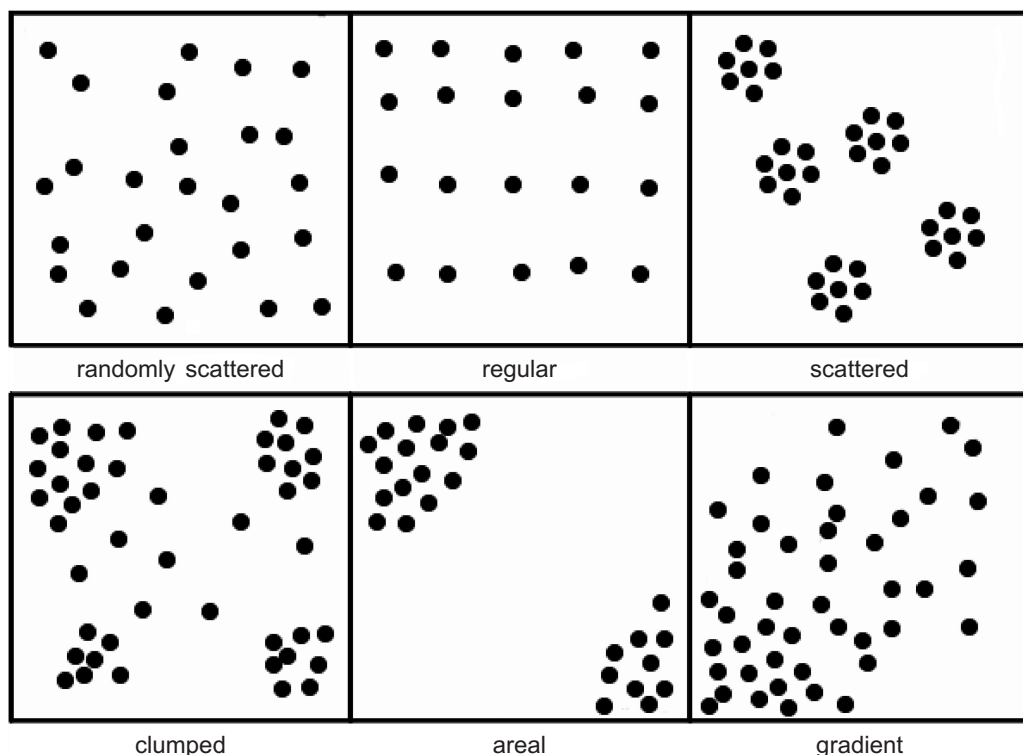 randomly scattered
regular
scattered
clumped
areal
gradient